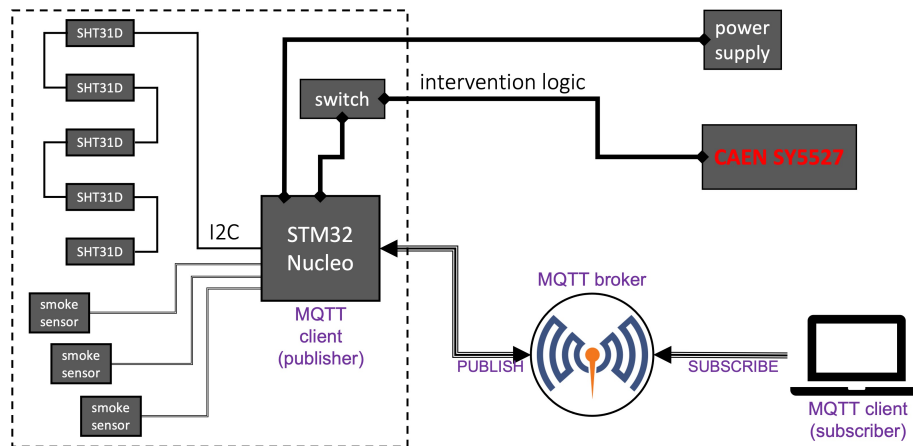 SHT31D
SHT31D
SHT31D
SHT31D
SHT31D
I2C
smoke
sensor
smoke
sensor
smoke
sensor
switch
STM32
Nucleo
MQTT
client
(publisher)
power
supply
intervention logic
CAEN SY5527
MQTT broker
PUBLISH
SUBSCRIBE
MQTT client
(subscriber)